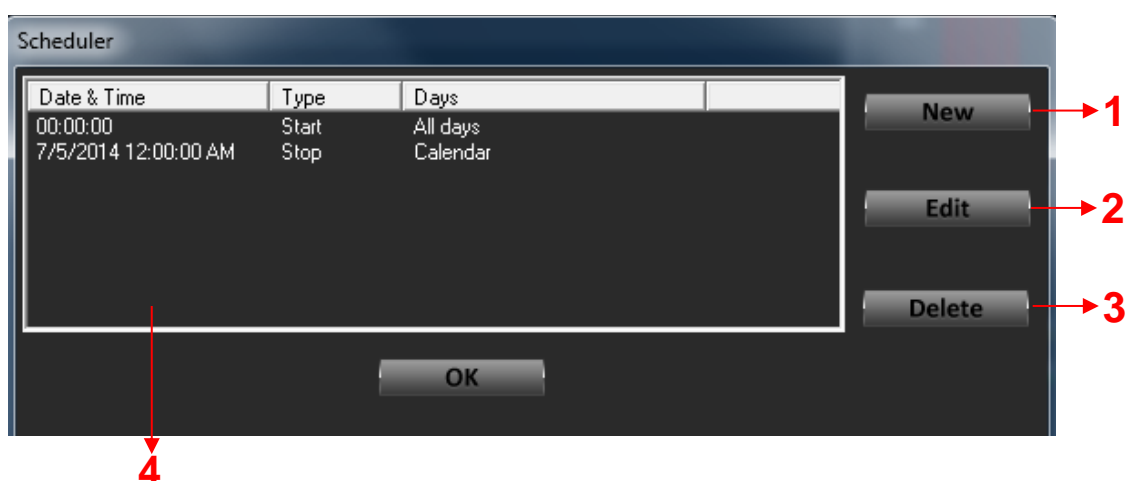 Scheduler
Date & Time Type Days
00:00:00 Start All days
7/5/2014 12:00:00 AM Stop Calendar
New 1
Edit 2
Delete 3
OK
4